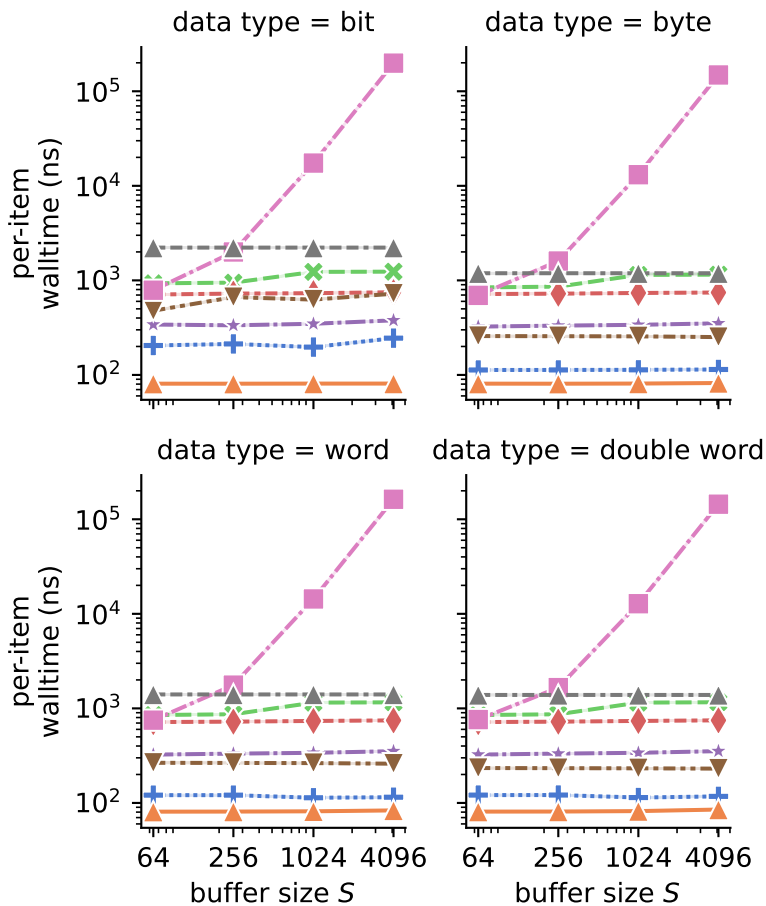 data type = bit
data type = byte
per-item
walltime (ns)
10⁵
10⁴
10³
10²
data type = word
data type = double word
per-item
walltime (ns)
10⁵
10⁴
10³
10²
64 256 1024 4096
64 256 1024 4096
buffer size S
buffer size S